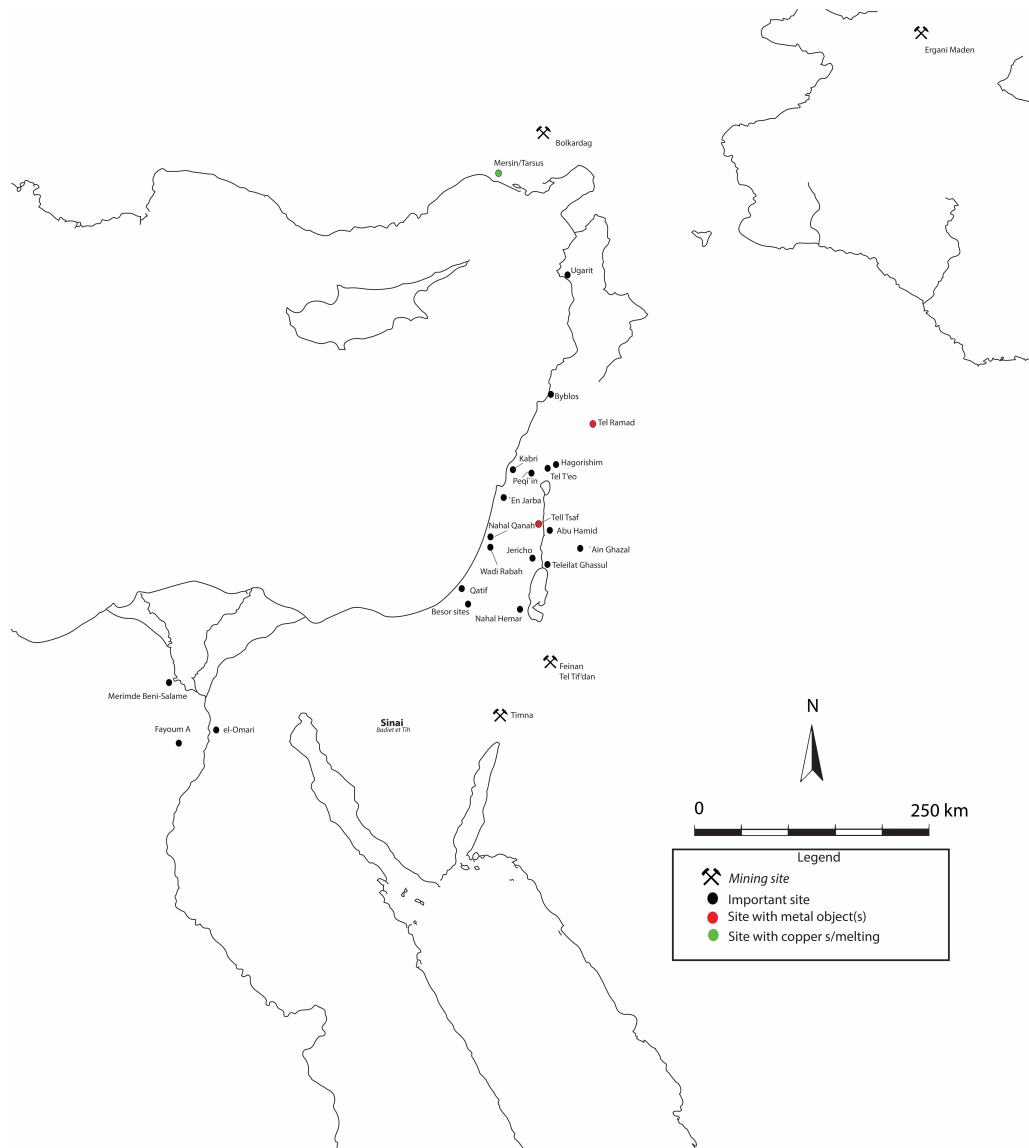 Ergani Maden
Bolkardag
Mersin/Tarsus
Ugarit
Byblos
Tel Ramad
Kabri
Hagorishim
Peqi`in
Tel T'eo
`En Jarba
Tell Tsaf
Nahal Qanah
Abu Hamid
Jericho
`Ain Ghazal
Wadi Rabah
Teleilat Ghassul
Qatif
Besor sites
Nahal Hemar
Feinan
Tel Tif'dan
Merimde Beni-Salame
Timna
Sinai
Badiet et Tih
Fayoum A
el-Omari
N
0
250 km
Legend
Mining site
Important site
Site with metal object(s)
Site with copper s/melting